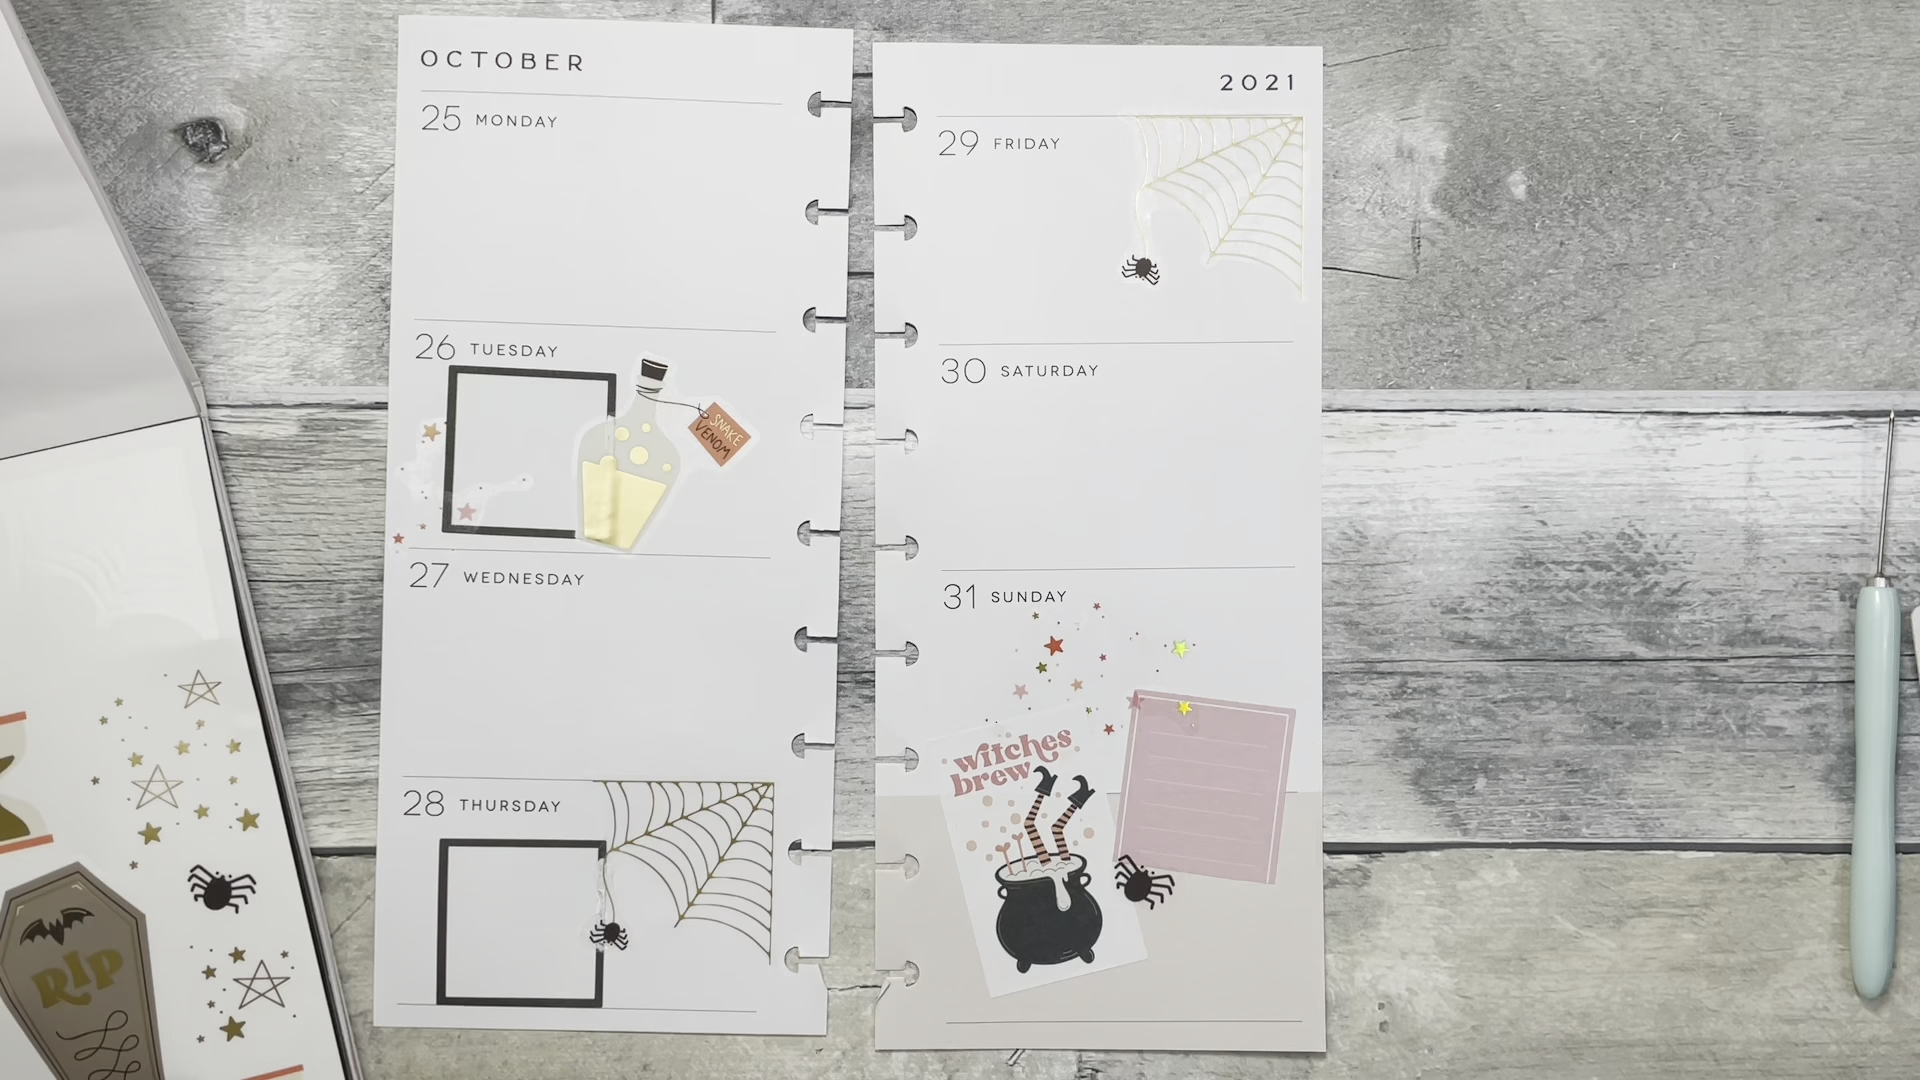 OCTOBER
25 MONDAY
26 TUESDAY
SNAKE
VENOM
27 WEDNESDAY
28 THURSDAY
2021
29 FRIDAY
30 SATURDAY
31 SUNDAY
witches
brew
RIP